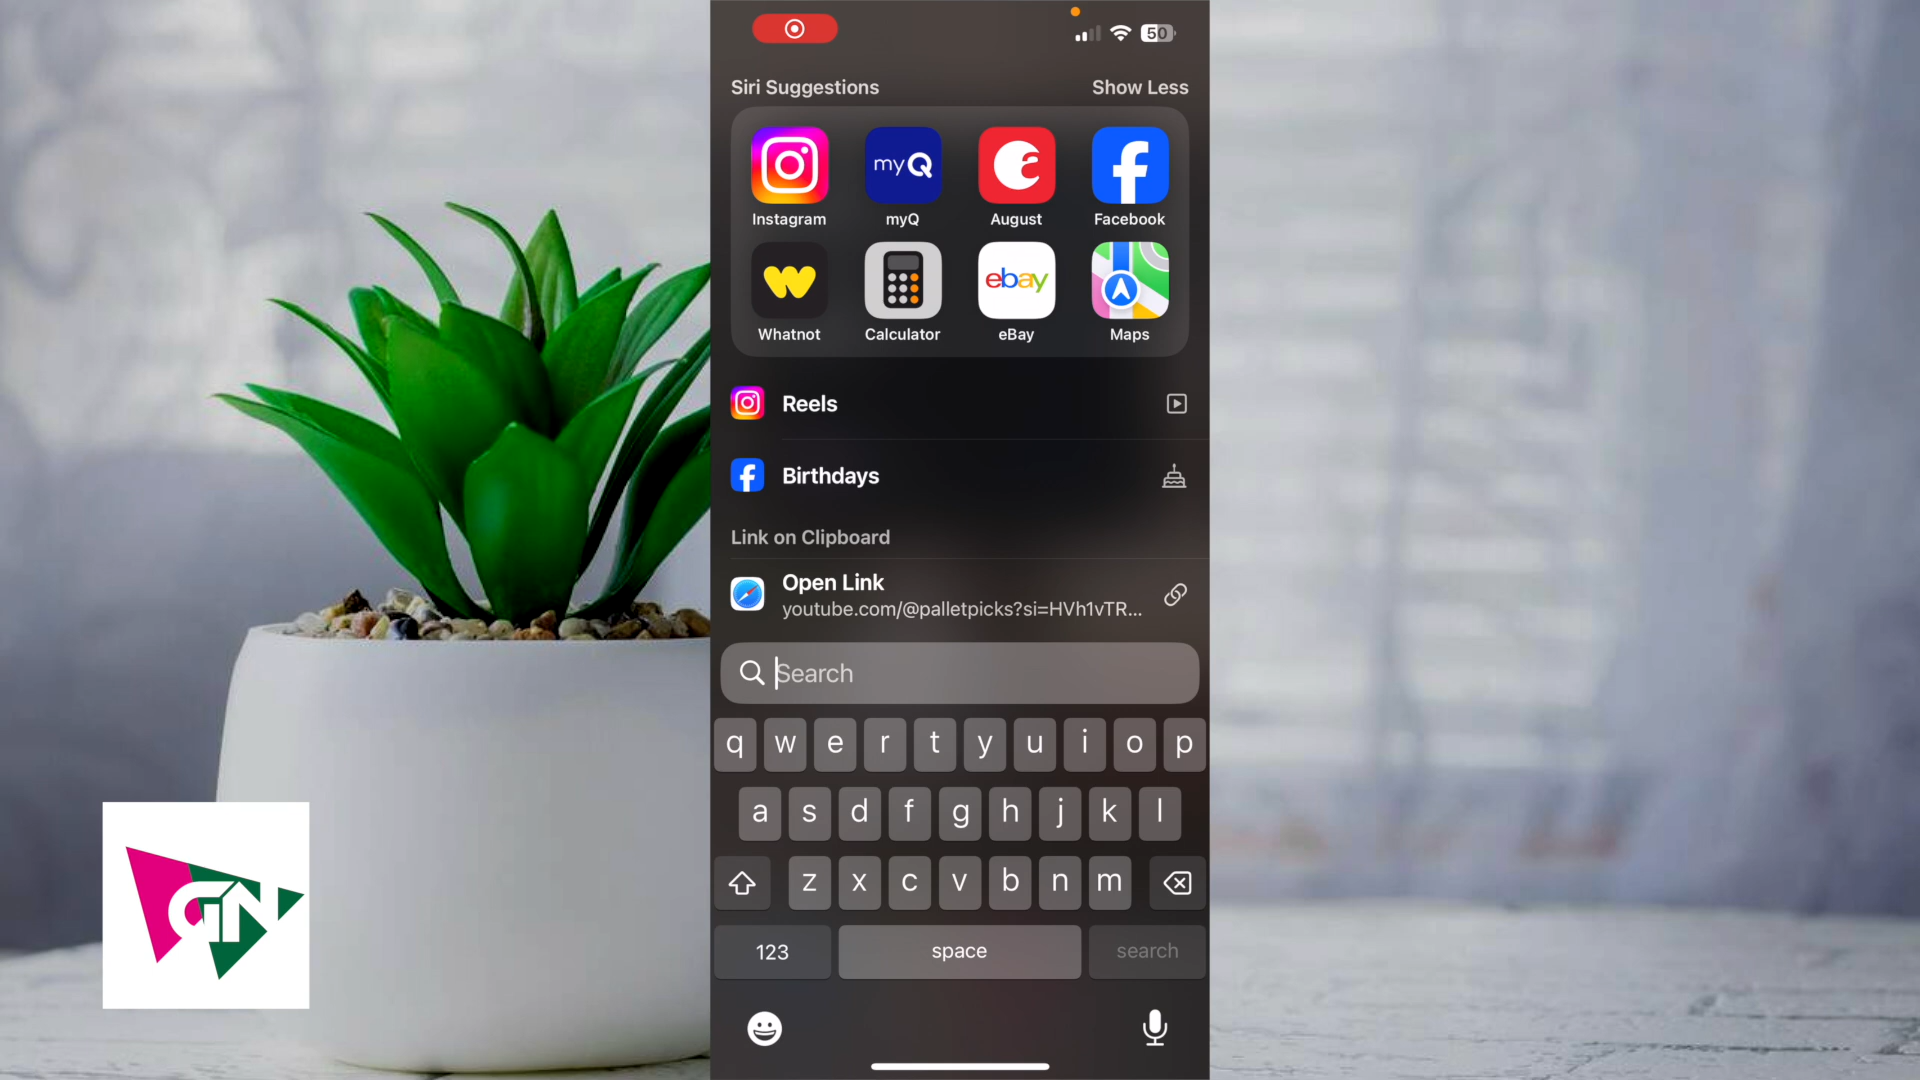 50
Siri Suggestions Show Less
myQ
a
ebay
Instagram myQ August Facebook
Whatnot Calculator eBay Maps
Reels
Birthdays
Link on Clipboard
Open Link
youtube.com/@palletpicks?si=HVh1vTR...
Search
q w e r t y u i o p
a s d f g h j k l
z x c v b n m
123 space search
GiN